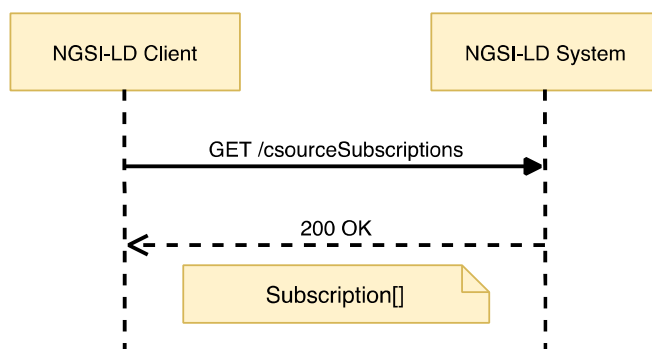 NGSI-LD Client
NGSI-LD System
GET /csourceSubscriptions
200 OK
Subscription[]